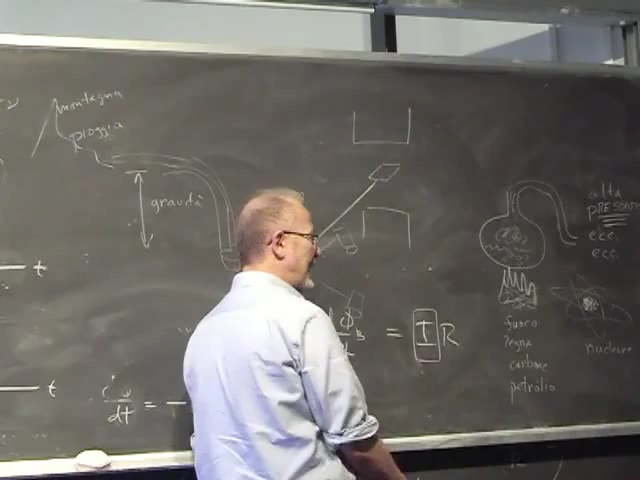 montagna
pioggia
gravità
t
t
dt = -
= I R
alta
PRESSIONE
ecc.
ecc.
fuoco
legna
carbone
petrolio
nucleare